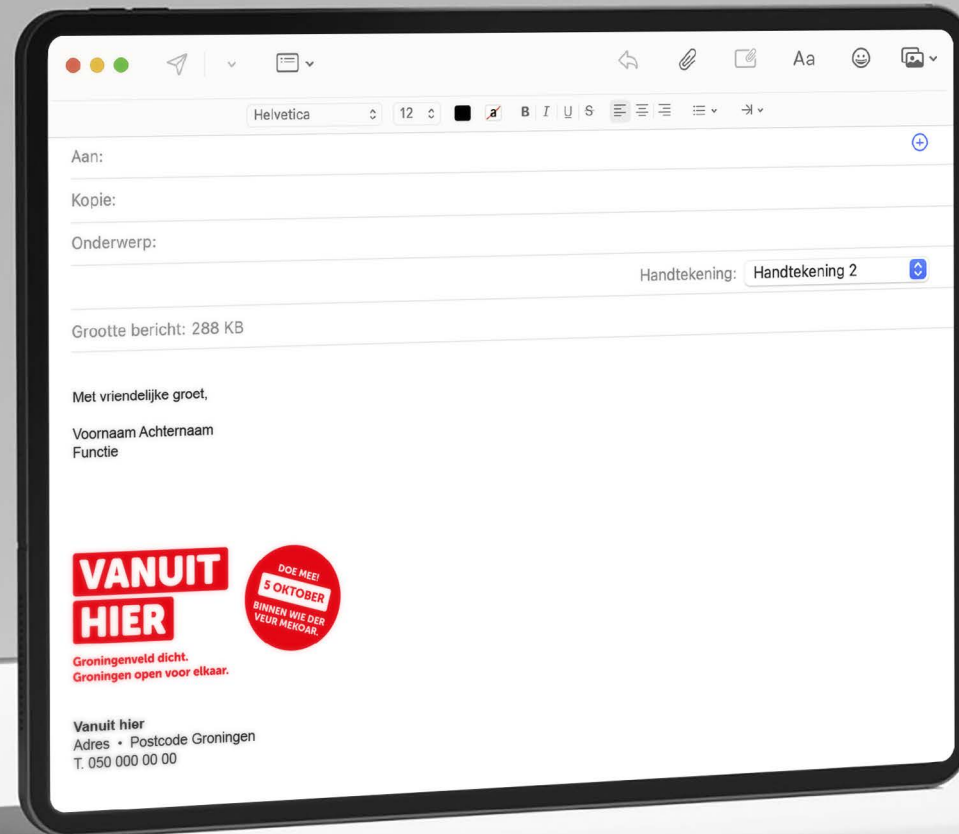 Helvetica 12 a B I U S
Aa
Aan:
Kopie:
Onderwerp:
Handtekening: Handtekening 2
Grootte bericht: 288 KB
Met vriendelijke groet,
Voornaam Achternaam
Functie
VANUIT
HIER
Groningenveld dicht.
Groningen open voor elkaar.
DOE MEE!
5 OKTOBER
BINNEN WIE DER
VEUR MEKOAR.
Vanuit hier
Adres • Postcode Groningen
T. 050 000 00 00